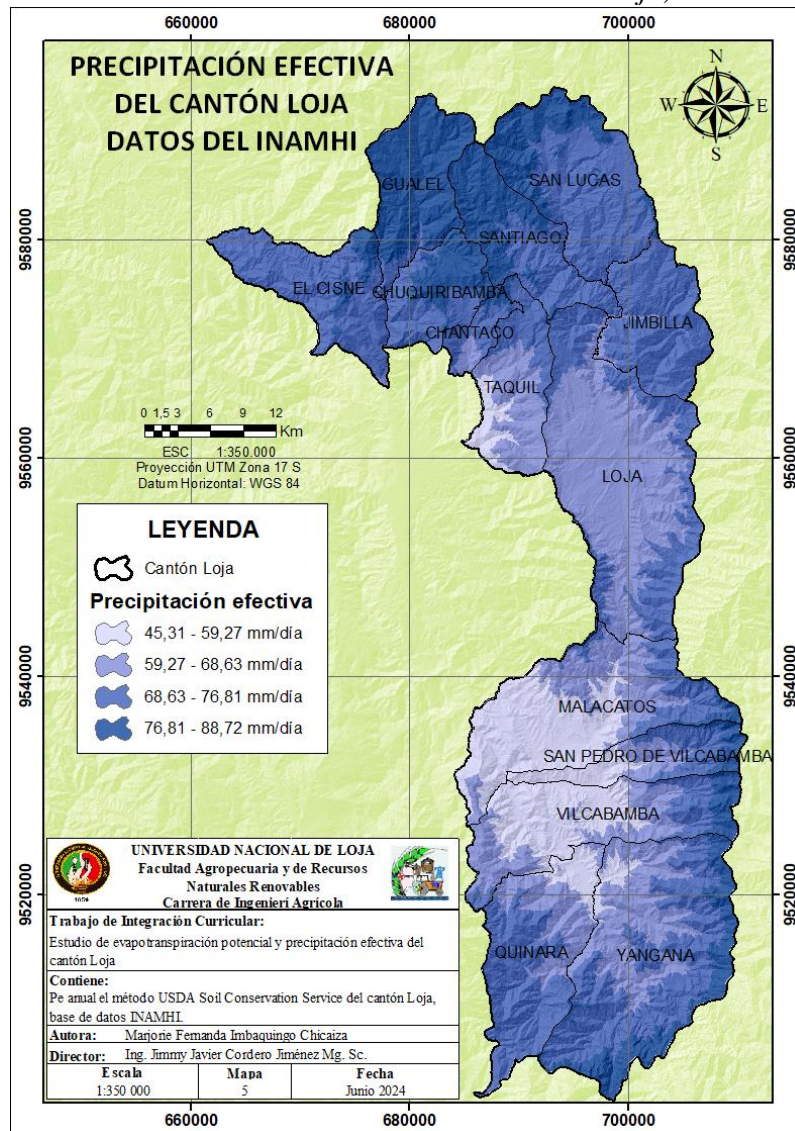 660000 680000 700000
PRECIPITACIÓN EFECTIVA
DEL CANTÓN LOJA
DATOS DEL INAMHI
N
W E
S
GUALEL
SAN LUCAS
SANTIAGO
9580000 9580000
EL CISNE
CHUQUIRIBAMBA
CHANTACO
JIMBILLA
TAQUIL
0 1,5 3 6 9 12
Km
ESC 1:350.000
Proyección UTM Zona 17 S
Datum Horizontal: WGS 84
9560000 9560000
LOJA
LEYENDA
Cantón Loja
Precipitación efectiva
45,31 - 59,27 mm/día
59,27 - 68,63 mm/día
68,63 - 76,81 mm/día
76,81 - 88,72 mm/día
9540000 9540000
MALACATOS
SAN PEDRO DE VILCABAMBA
VILCABAMBA
9520000 9520000
QUINARA
YANGANA
UNIVERSIDAD NACIONAL DE LOJA
Facultad Agropecuaria y de Recursos
Naturales Renovables
Carrera de Ingenierí Agrícola
Trabajo de Integración Curricular:
Estudio de evapotranspiración potencial y precipitación efectiva del
cantón Loja
Contiene:
Pe anual el método USDA Soil Conservation Service del cantón Loja,
base de datos INAMHI.
Autora: Marjorie Fernanda Imbaquingo Chicaiza
Director: Ing. Jimmy Javier Cordero Jiménez Mg. Sc.
Escala Mapa Fecha
1:350 000 5 Junio 2024
660000 680000 700000